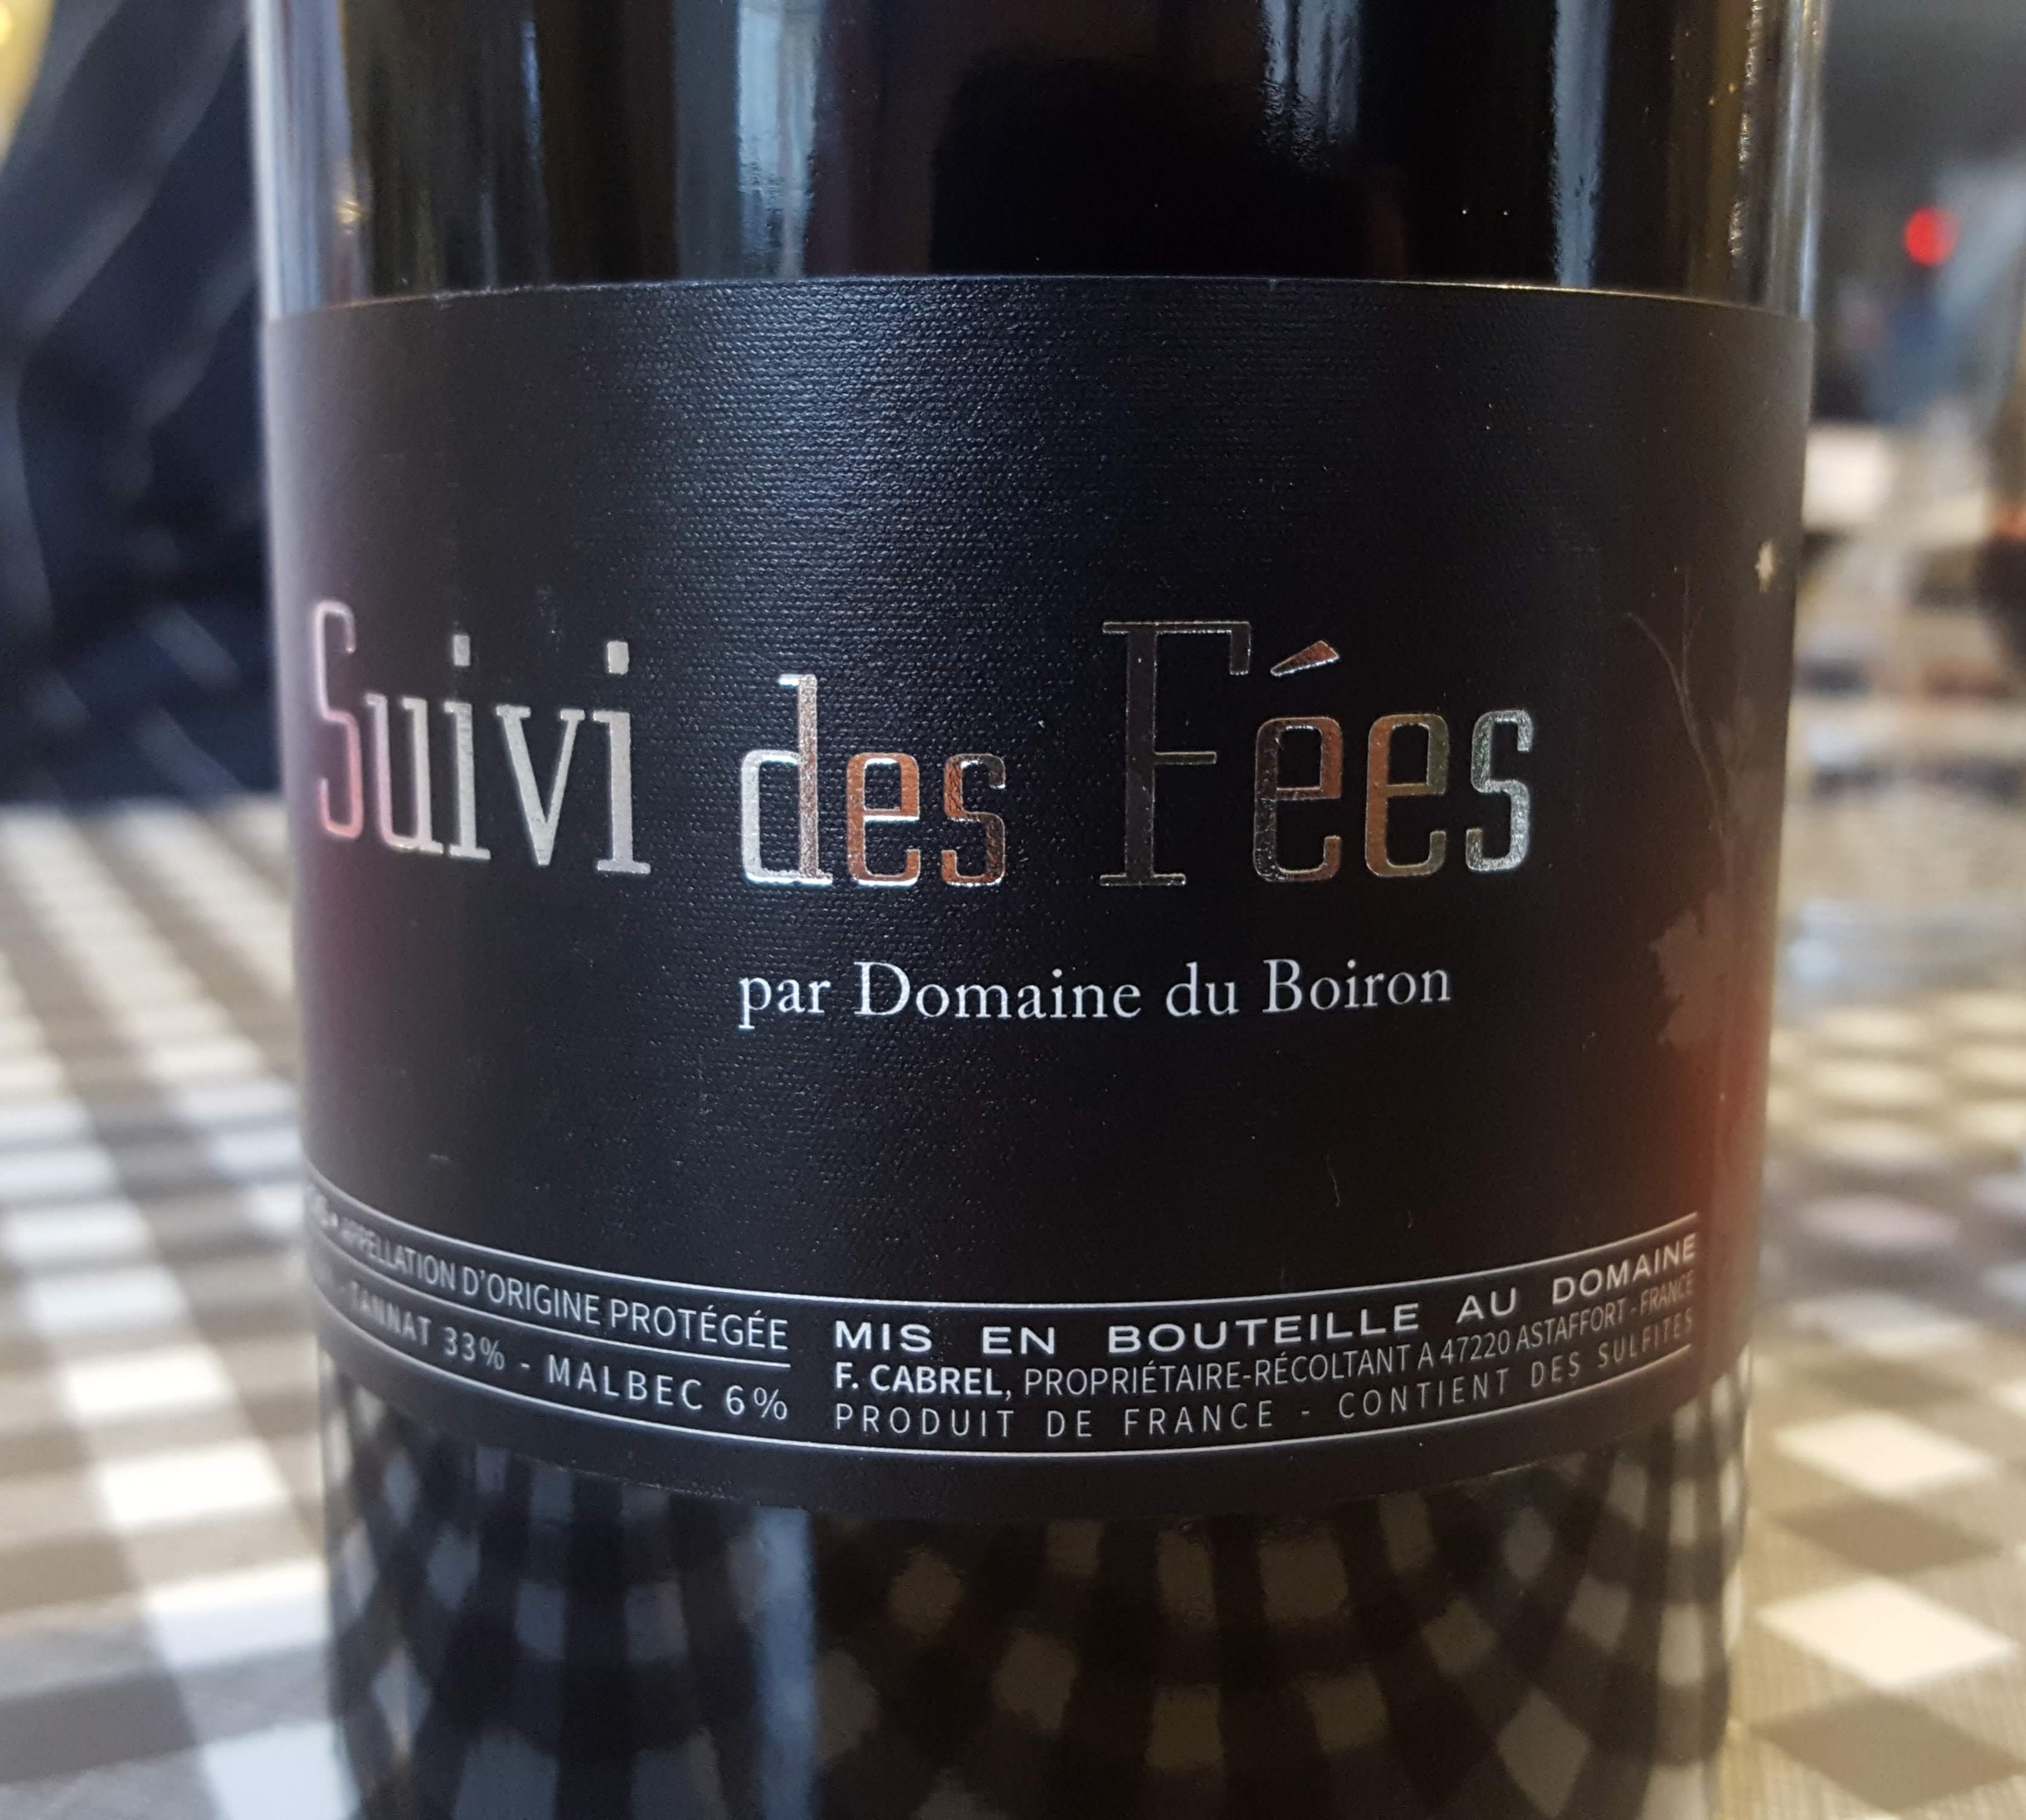 Suivi des Fées
par Domaine du Boiron
APPELLATION D'ORIGINE PROTÉGÉE
TANNAT 33% - MALBEC 6%
MIS EN BOUTEILLE AU DOMAINE
F. CABREL, PROPRIÉTAIRE-RÉCOLTANT A 47220 ASTAFFORT - FRANCE
PRODUIT DE FRANCE - CONTIENT DES SULFITES